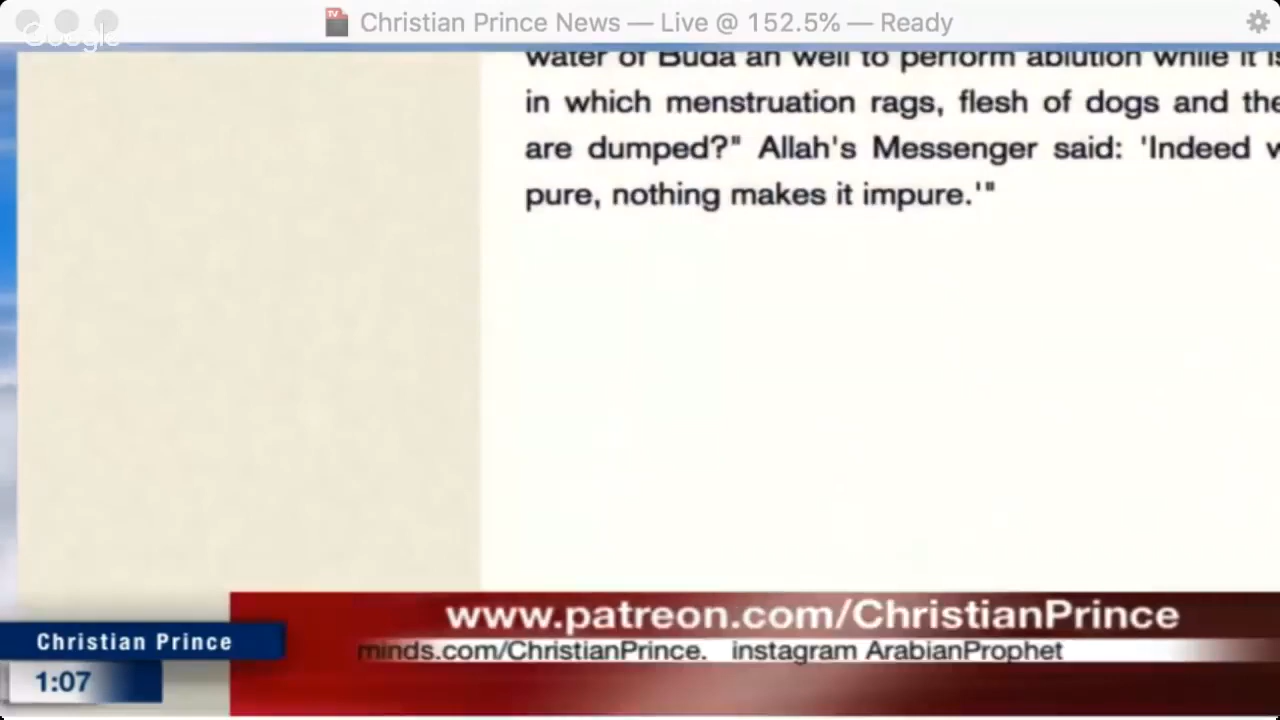 Christian Prince News — Live @ 152.5% — Ready
Google
water of Buda'ah well to perform ablution while it is
in which menstruation rags, flesh of dogs and the
are dumped?" Allah's Messenger said: 'Indeed
pure, nothing makes it impure.'"
www.patreon.com/ChristianPrince
minds.com/ChristianPrince. instagram ArabianProphet
Christian Prince
1:07